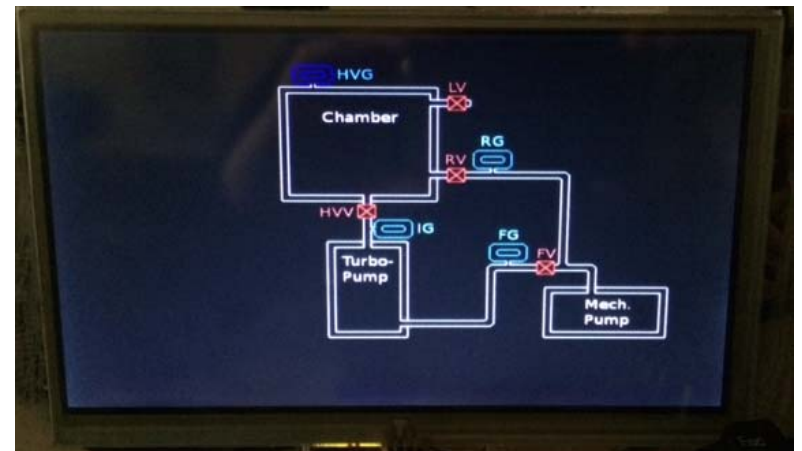 HVG
LV
Chamber
RG
RV
HVV
IG
FG
FV
Turbo-
Pump
Mech.
Pump